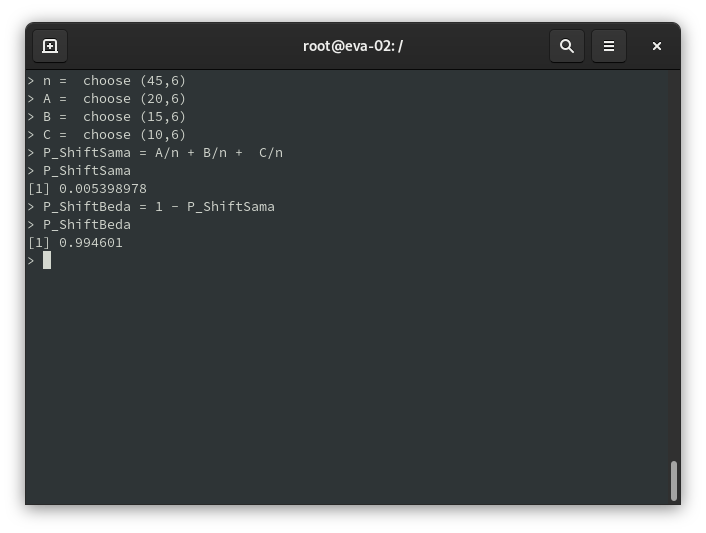 root@eva-02: /
> n =  choose (45,6)
> A =  choose (20,6)
> B =  choose (15,6)
> C =  choose (10,6)
> P_ShiftSama = A/n + B/n +  C/n
> P_ShiftSama
[1] 0.005398978
> P_ShiftBeda = 1 - P_ShiftSama
> P_ShiftBeda
[1] 0.994601
>